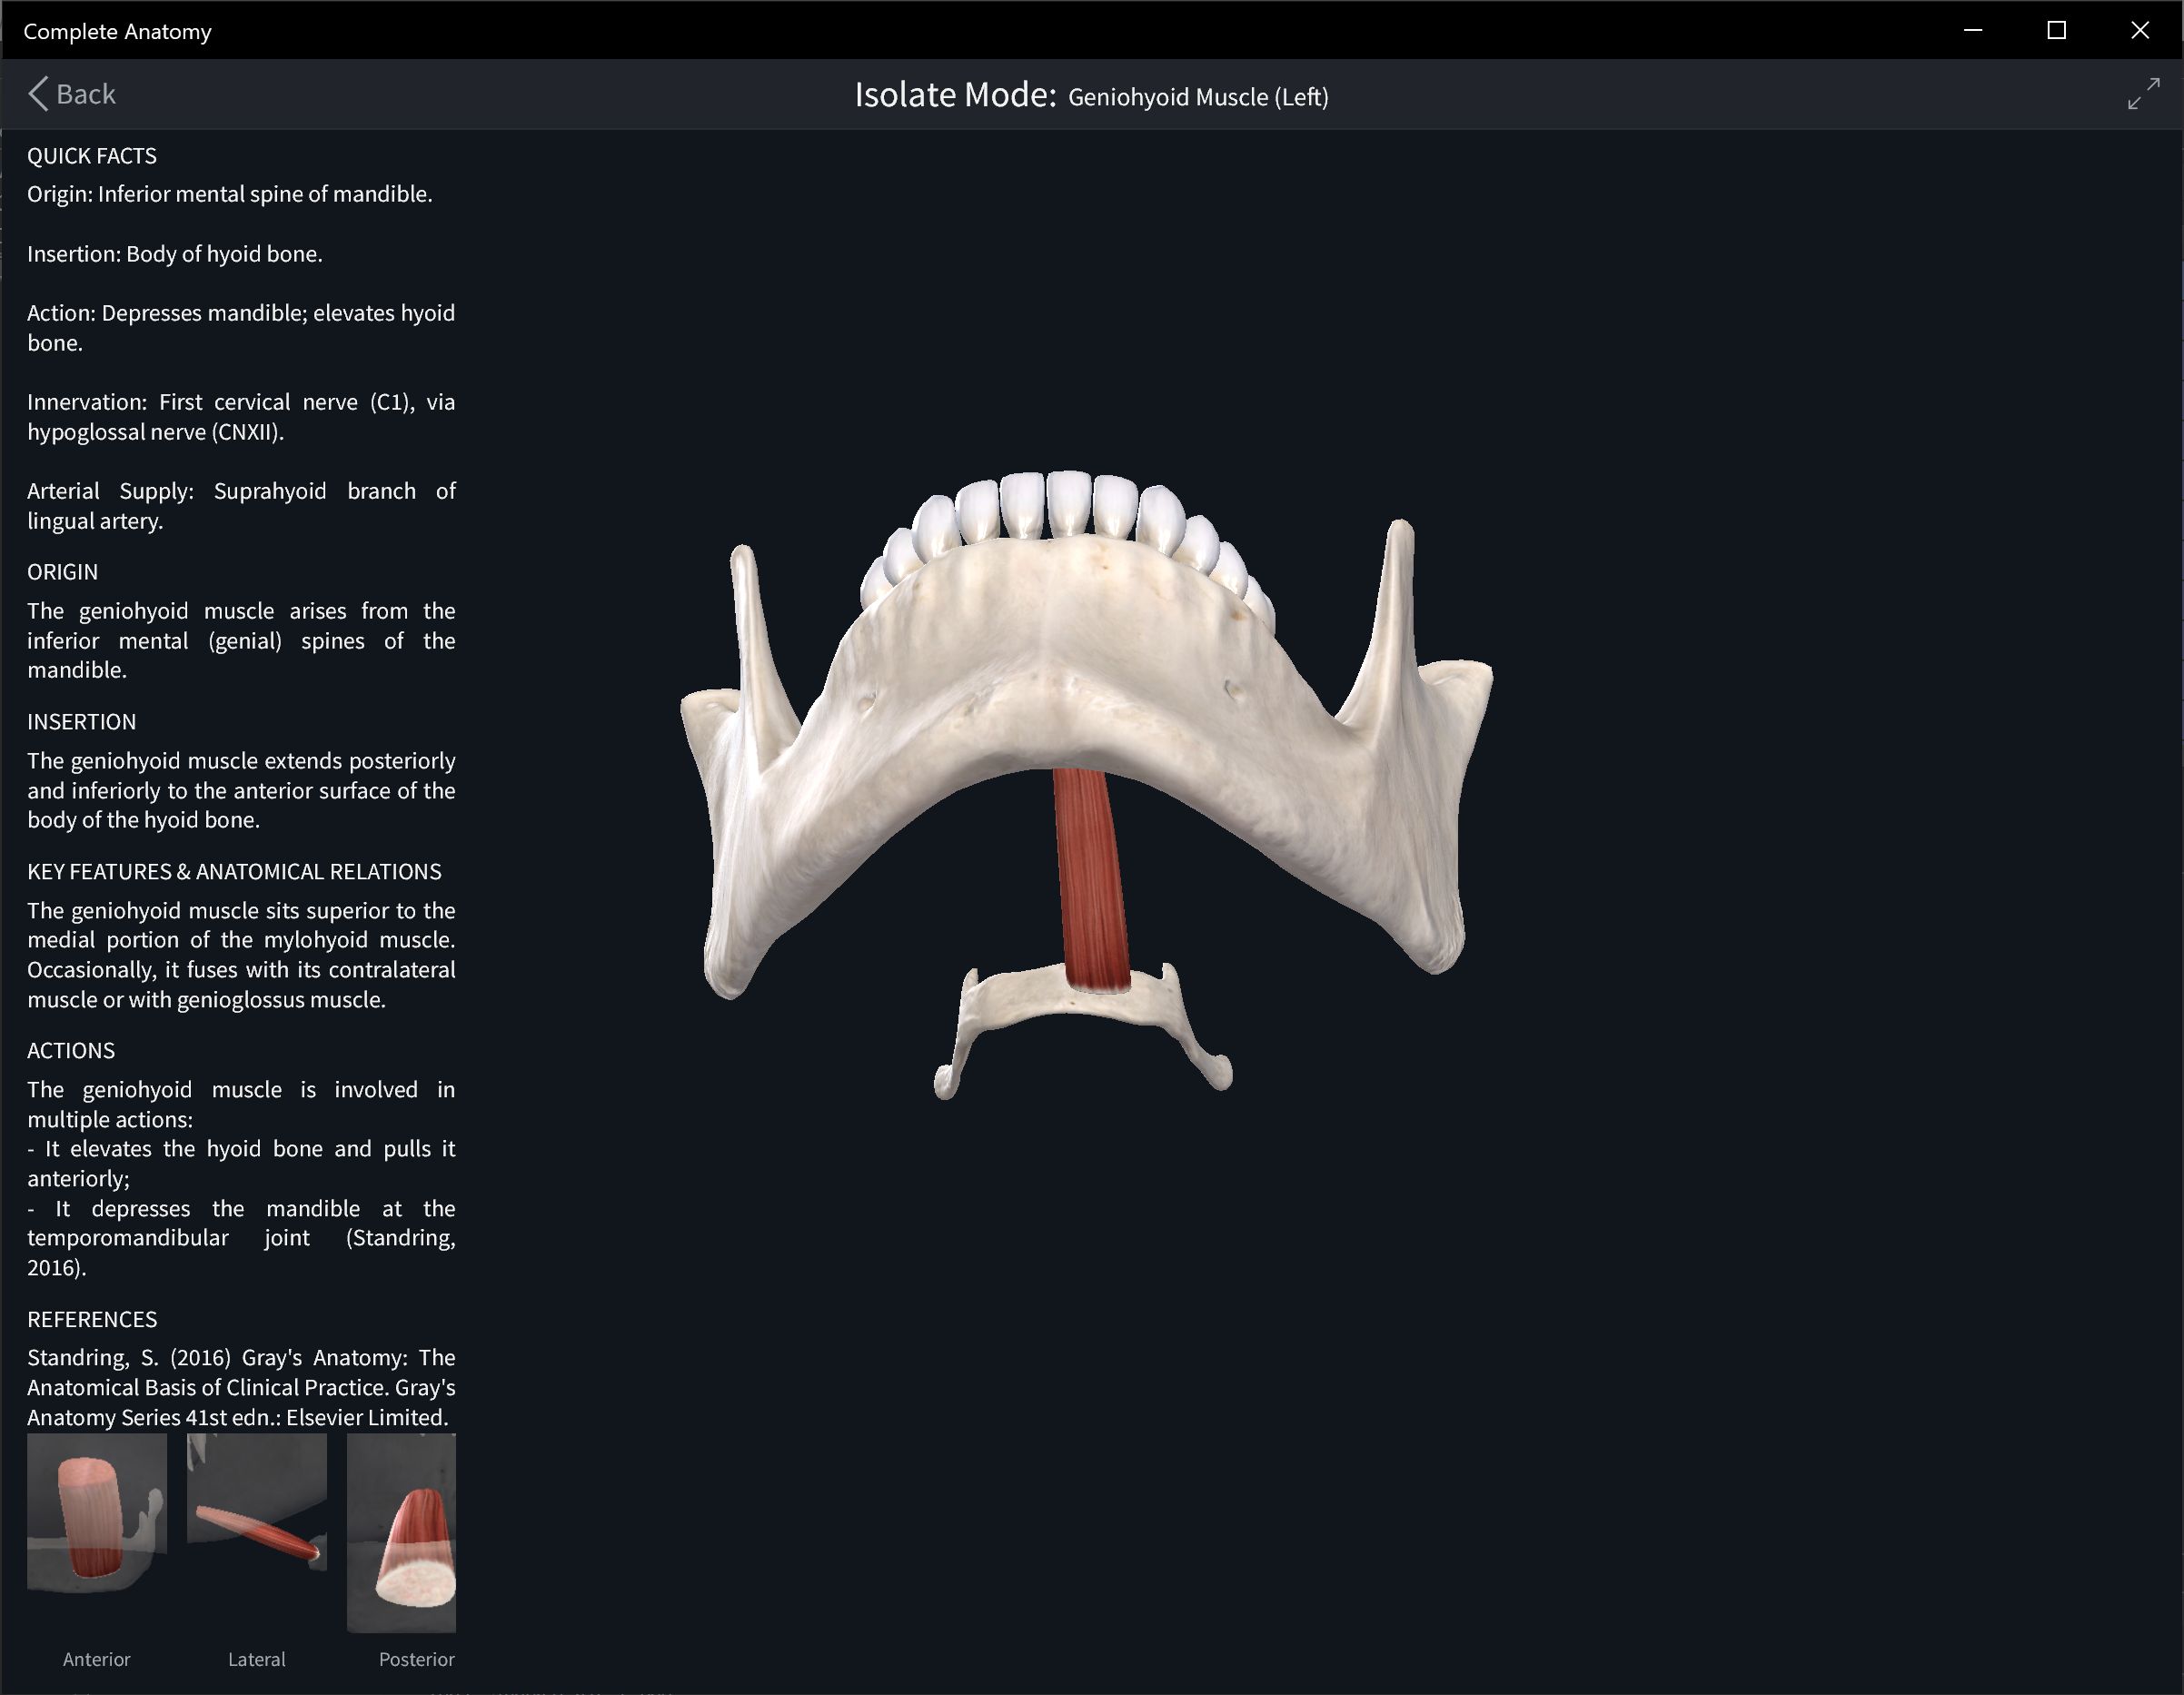 Complete Anatomy
Back
Isolate Mode: Geniohyoid Muscle (Left)
QUICK FACTS
Origin: Inferior mental spine of mandible.
Insertion: Body of hyoid bone.
Action: Depresses mandible; elevates hyoid
bone.
Innervation: First cervical nerve (C1), via
hypoglossal nerve (CNXII).
Arterial Supply: Suprahyoid branch of
lingual artery.
ORIGIN
The geniohyoid muscle arises from the
inferior mental (genial) spines of the
mandible.
INSERTION
The geniohyoid muscle extends posteriorly
and inferiorly to the anterior surface of the
body of the hyoid bone.
KEY FEATURES & ANATOMICAL RELATIONS
The geniohyoid muscle sits superior to the
medial portion of the mylohyoid muscle.
Occasionally, it fuses with its contralateral
muscle or with genioglossus muscle.
ACTIONS
The geniohyoid muscle is involved in
multiple actions:
- It elevates the hyoid bone and pulls it
anteriorly;
- It depresses the mandible at the
temporomandibular joint (Standring,
2016).
REFERENCES
Standring, S. (2016) Gray's Anatomy: The
Anatomical Basis of Clinical Practice. Gray's
Anatomy Series 41st edn.: Elsevier Limited.
Anterior
Lateral
Posterior